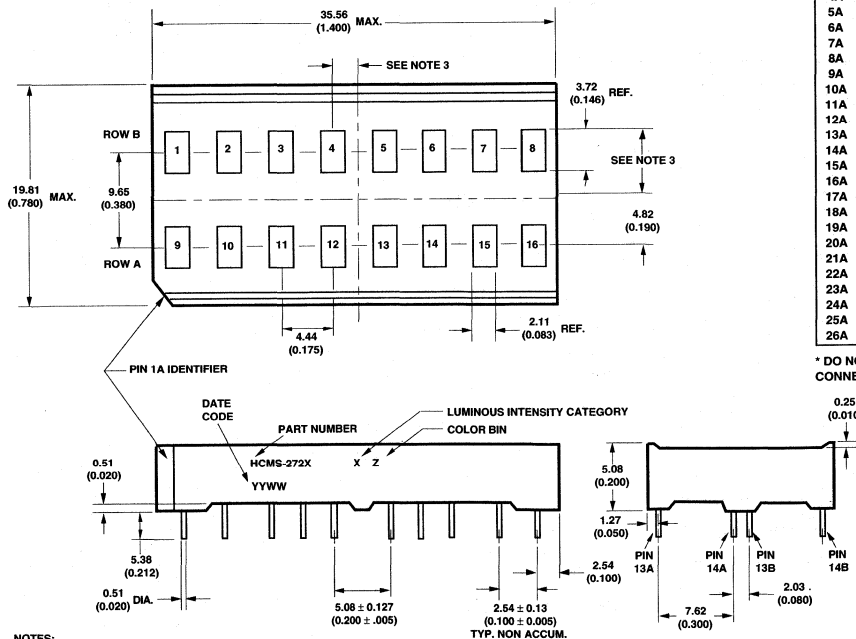 35.56
(1.400) MAX.
SEE NOTE 3
3.72
(0.146) REF.
ROW B
1 2 3 4 5 6 7 8
SEE NOTE 3
19.81
(0.780) MAX.
9.65
(0.380)
4.82
(0.190)
9 10 11 12 13 14 15 16
ROW A
4.44
(0.175)
2.11
(0.083) REF.
PIN 1A IDENTIFIER
DATE
CODE
PART NUMBER
LUMINOUS INTENSITY CATEGORY
COLOR BIN
HCMS-272X X Z
YYWW
0.51
(0.020)
5.38
(0.212)
0.51
(0.020) DIA.
5.08 ± 0.127
(0.200 ± .005)
2.54 ± 0.13
(0.100 ± 0.005)
TYP. NON ACCUM.
2.54
(0.100)
5.08
(0.200)
1.27
(0.050)
PIN
13A
PIN
14A
PIN
13B
PIN
14B
7.62
(0.300)
2.03
(0.080)
0.25
(0.010
5A
6A
7A
8A
9A
10A
11A
12A
13A
14A
15A
16A
17A
18A
19A
20A
21A
22A
23A
24A
25A
26A
* DO NO
CONNE
NOTES: